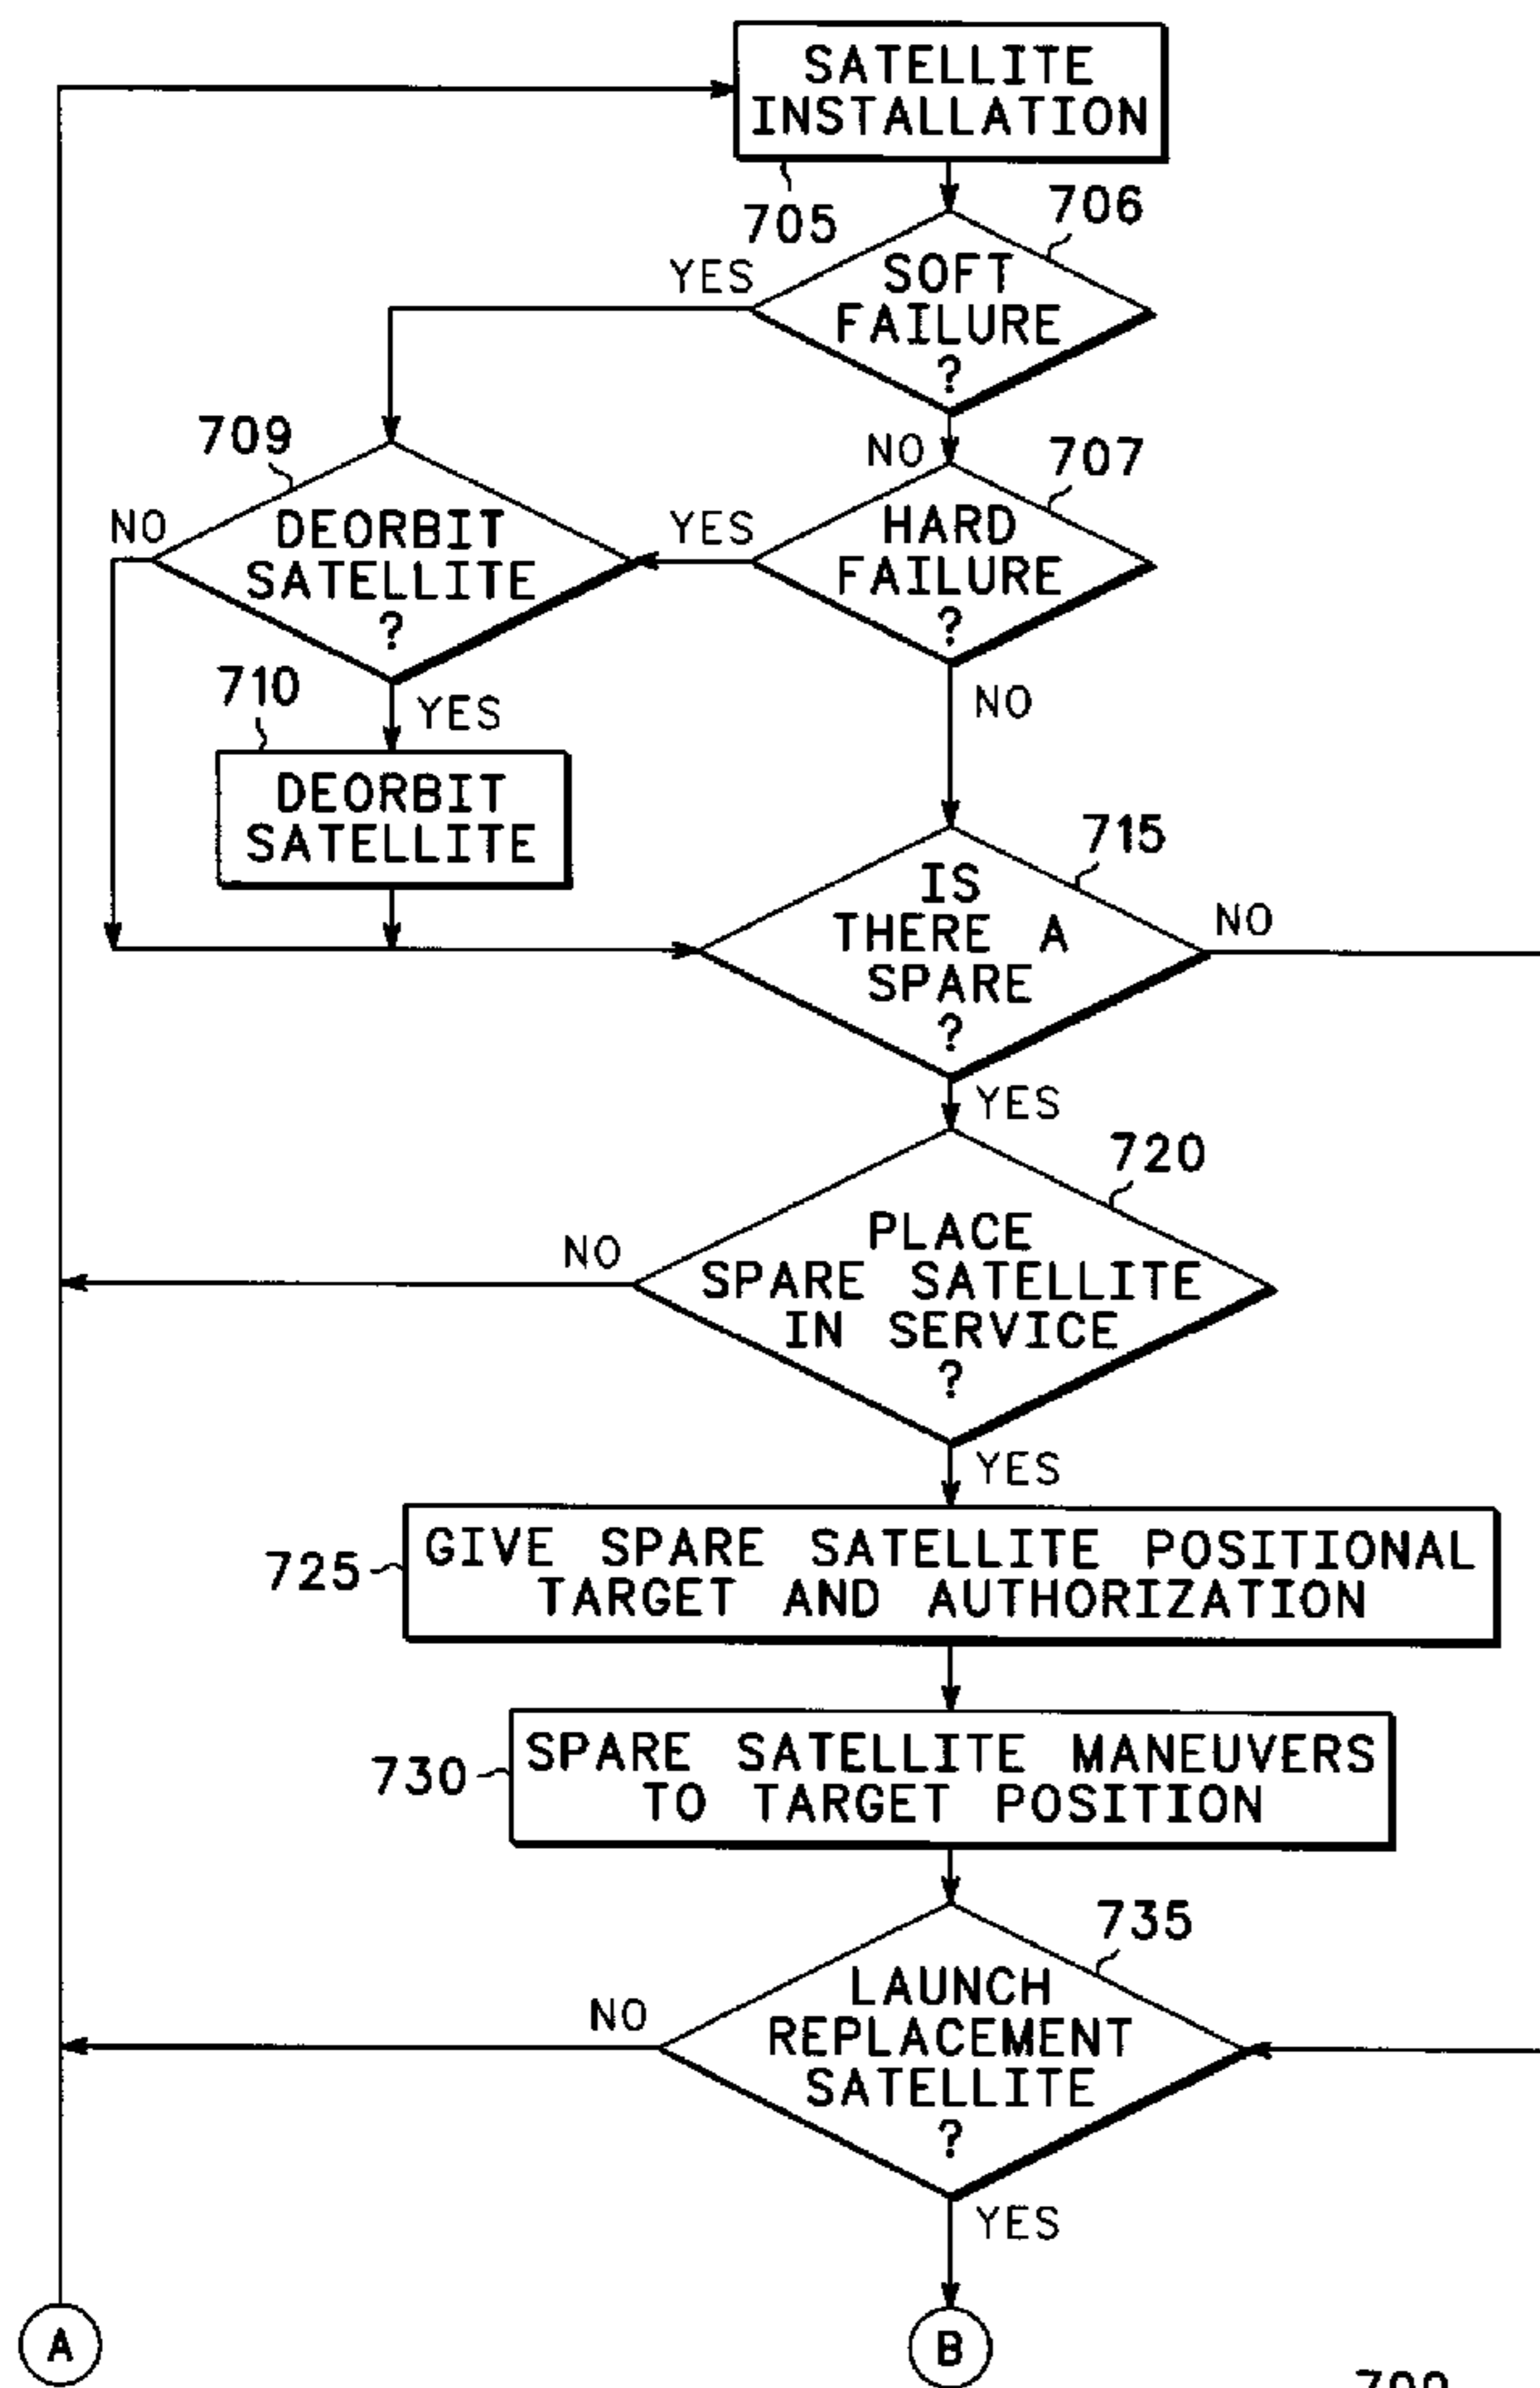 SATELLITE
INSTALLATION
705
706
YES
SOFT
FAILURE
?
NO
709
707
NO
DEORBIT
SATELLITE
?
YES
HARD
FAILURE
?
710
YES
NO
DEORBIT
SATELLITE
715
IS
THERE A
SPARE
?
NO
YES
720
NO
PLACE
SPARE SATELLITE
IN SERVICE
?
YES
725
GIVE SPARE SATELLITE POSITIONAL
TARGET AND AUTHORIZATION
730
SPARE SATELLITE MANEUVERS
TO TARGET POSITION
735
NO
LAUNCH
REPLACEMENT
SATELLITE
?
YES
A
B